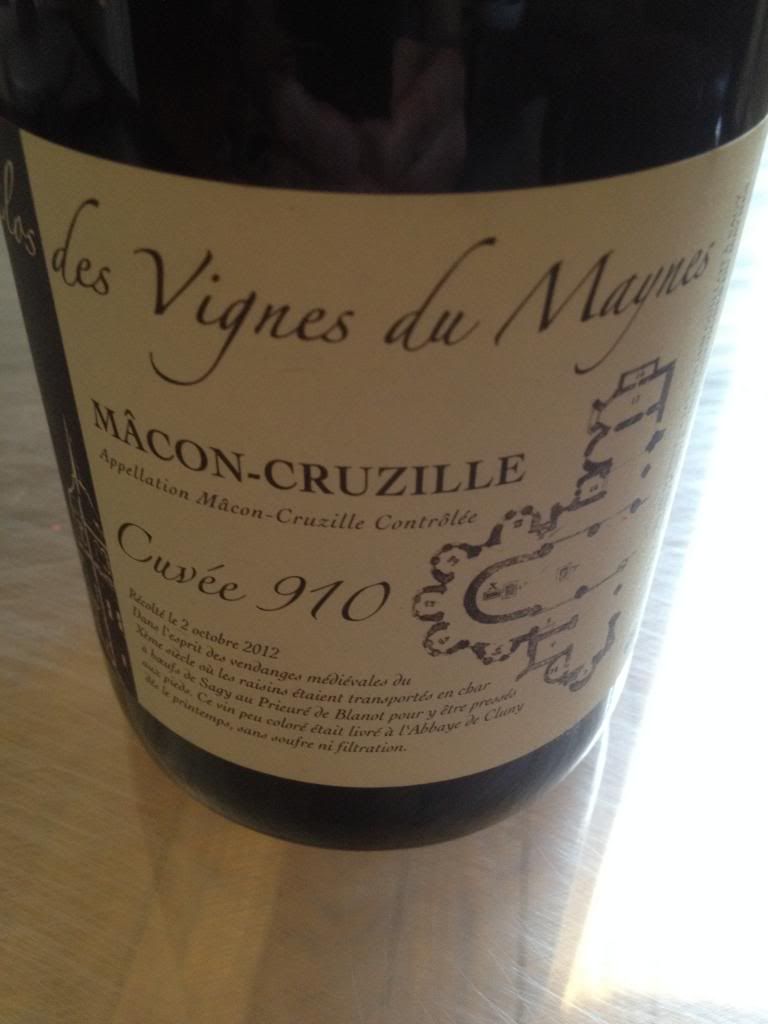 des Vignes du Maynes
MÂCON-CRUZILLE
Appellation Mâcon-Cruzille Contrôlée
Cuvée 910
Récolté le 2 octobre 2012
Dans l'esprit des vendanges médiévales du
Xème siècle où les raisins étaient transportés en char
à bœufs de Sagy au Prieuré de Blanot pour y être pressés
aux pieds. Ce vin peu coloré était livré à l'Abbaye de Cluny
dès le printemps, sans soufre ni filtration.